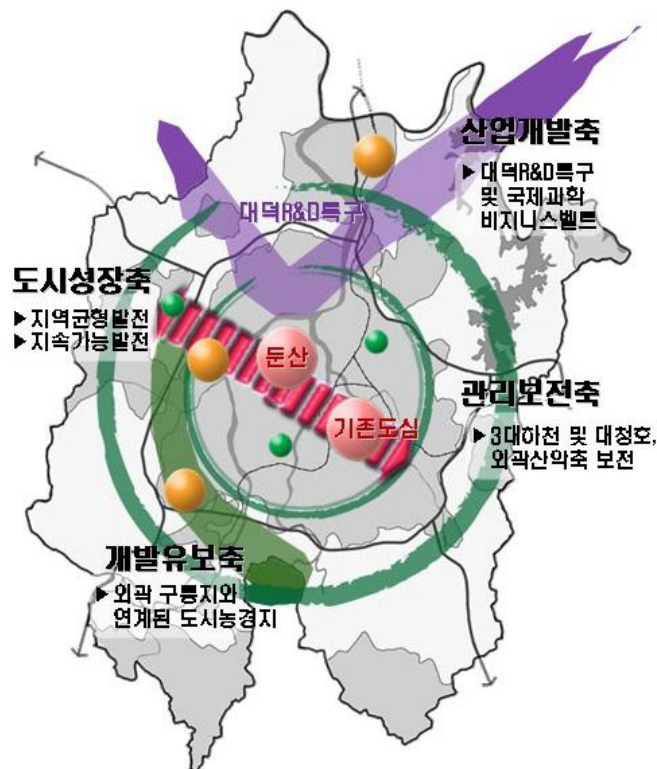 산업개발축
▶대덕R&D특구
및 국제과학
비지니스벨트
대덕R&D특구
도시성장축
▶지역균형발전
▶지속가능발전
둔산
기존도심
관리보전축
▶3대하천 및 대청호,
외곽산악축 보전
개발유보축
▶외곽 구릉지와
연계된 도시농경지